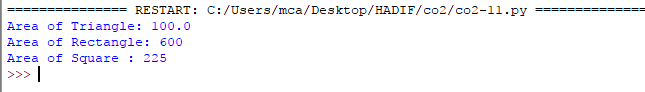 =============== RESTART: C:/Users/mca/Desktop/HADIF/co2/co2-11.py ==============
Area of Triangle: 100.0
Area of Rectangle: 600
Area of Square : 225
>>>